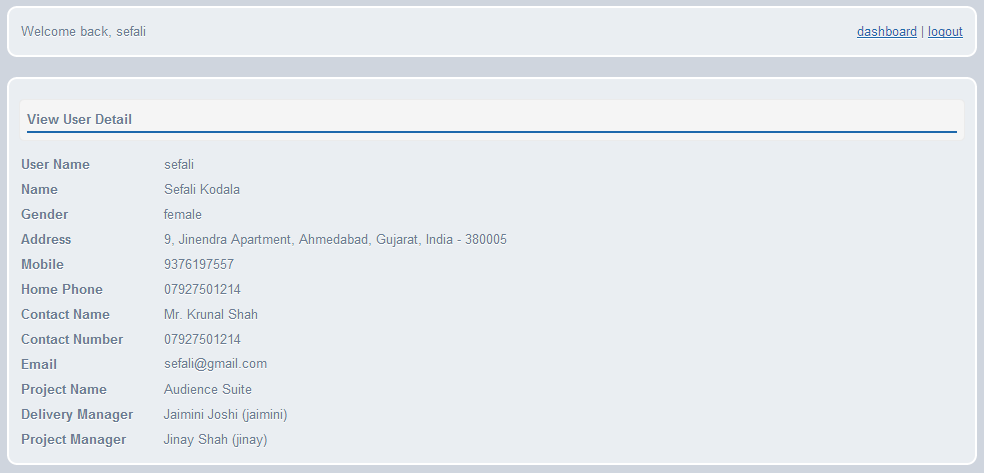 Welcome back, sefali dashboard | logout
View User Detail
User Name sefali
Name Sefali Kodala
Gender female
Address 9, Jinendra Apartment, Ahmedabad, Gujarat, India - 380005
Mobile 9376197557
Home Phone 07927501214
Contact Name Mr. Krunal Shah
Contact Number 07927501214
Email sefali@gmail.com
Project Name Audience Suite
Delivery Manager Jaimini Joshi (jaimini)
Project Manager Jinay Shah (jinay)